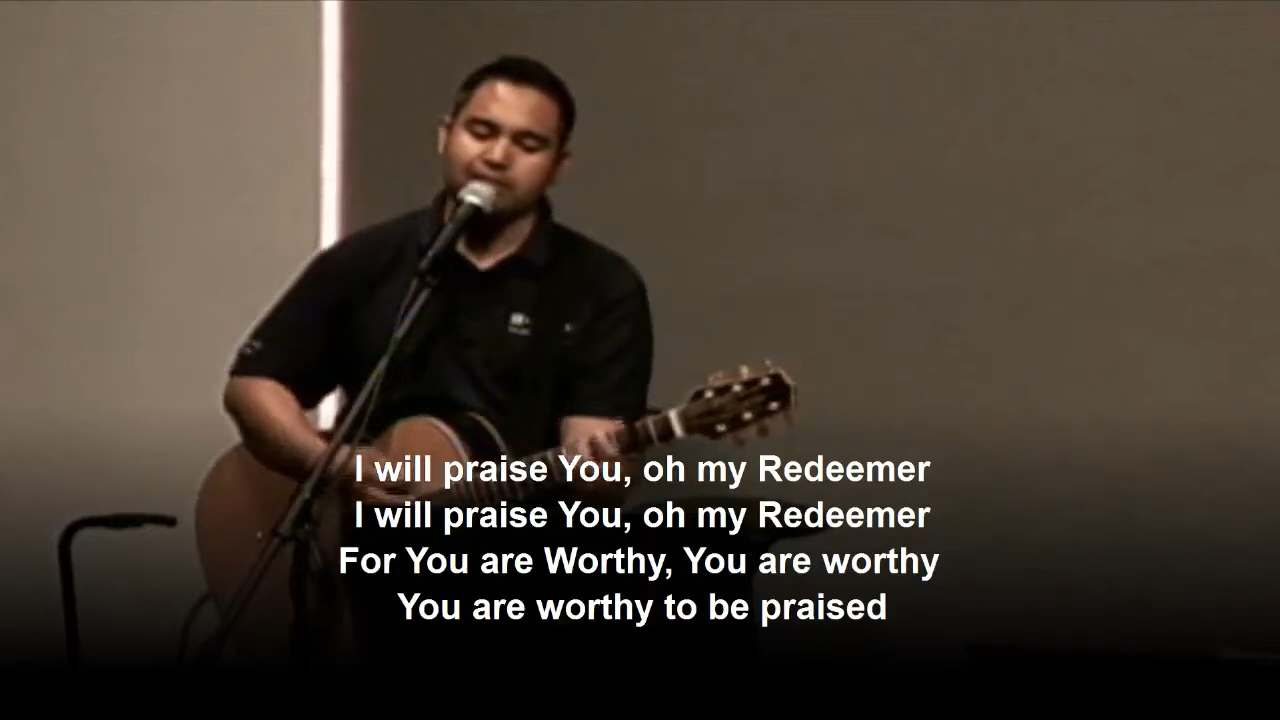 I will praise You, oh my Redeemer
I will praise You, oh my Redeemer
For You are Worthy, You are worthy
You are worthy to be praised